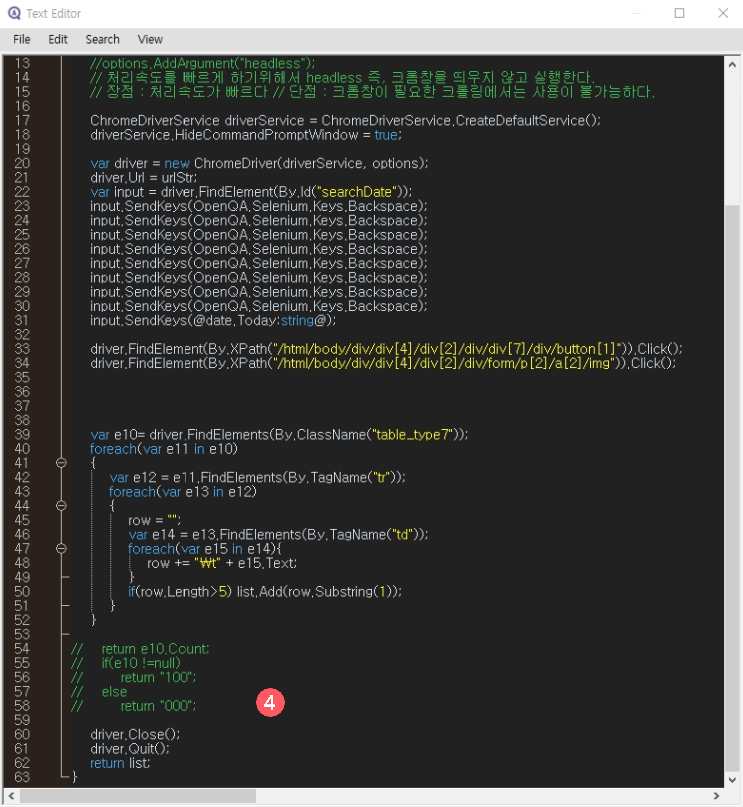 Text Editor
File Edit Search View
13 //options.AddArgument("headless");
14 // 처리속도를 빠르게 하기위해서 headless 즉, 크롬창을 띄우지 않고 실행한다.
15 // 장점 : 처리속도가 빠르다 // 단점 : 크롬창이 필요한 크롤링에서는 사용이 불가능하다.
16
17 ChromeDriverService driverService = ChromeDriverService.CreateDefaultService();
18 driverService.HideCommandPromptWindow = true;
19
20 var driver = new ChromeDriver(driverService, options);
21 driver.Url = urlStr;
22 var input = driver.FindElement(By.Id("searchDate"));
23 input.SendKeys(OpenQA.Selenium.Keys.Backspace);
24 input.SendKeys(OpenQA.Selenium.Keys.Backspace);
25 input.SendKeys(OpenQA.Selenium.Keys.Backspace);
26 input.SendKeys(OpenQA.Selenium.Keys.Backspace);
27 input.SendKeys(OpenQA.Selenium.Keys.Backspace);
28 input.SendKeys(OpenQA.Selenium.Keys.Backspace);
29 input.SendKeys(OpenQA.Selenium.Keys.Backspace);
30 input.SendKeys(OpenQA.Selenium.Keys.Backspace);
31 input.SendKeys(@date.Today:string@);
32
33 driver.FindElement(By.XPath("/html/body/div/div[4]/div[2]/div/div[7]/div/button[1]")).Click();
34 driver.FindElement(By.XPath("/html/body/div/div[4]/div[2]/div/form/p[2]/a[2]/img")).Click();
35
36
37
38
39 var e10= driver.FindElements(By.ClassName("table_type7"));
40 foreach(var e11 in e10)
41 {
42 var e12 = e11.FindElements(By.TagName("tr"));
43 foreach(var e13 in e12)
44 {
45 row = "";
46 var e14 = e13.FindElements(By.TagName("td"));
47 foreach(var e15 in e14){
48 row += "₩t" + e15.Text;
49 }
50 if(row.Length>5) list.Add(row.Substring(1));
51 }
52 }
53
54 // return e10.Count;
55 // if(e10 !=null)
56 // return "100";
57 // else
58 // return "000";
4
59
60 driver.Close();
61 driver.Quit();
62 return list;
63 }